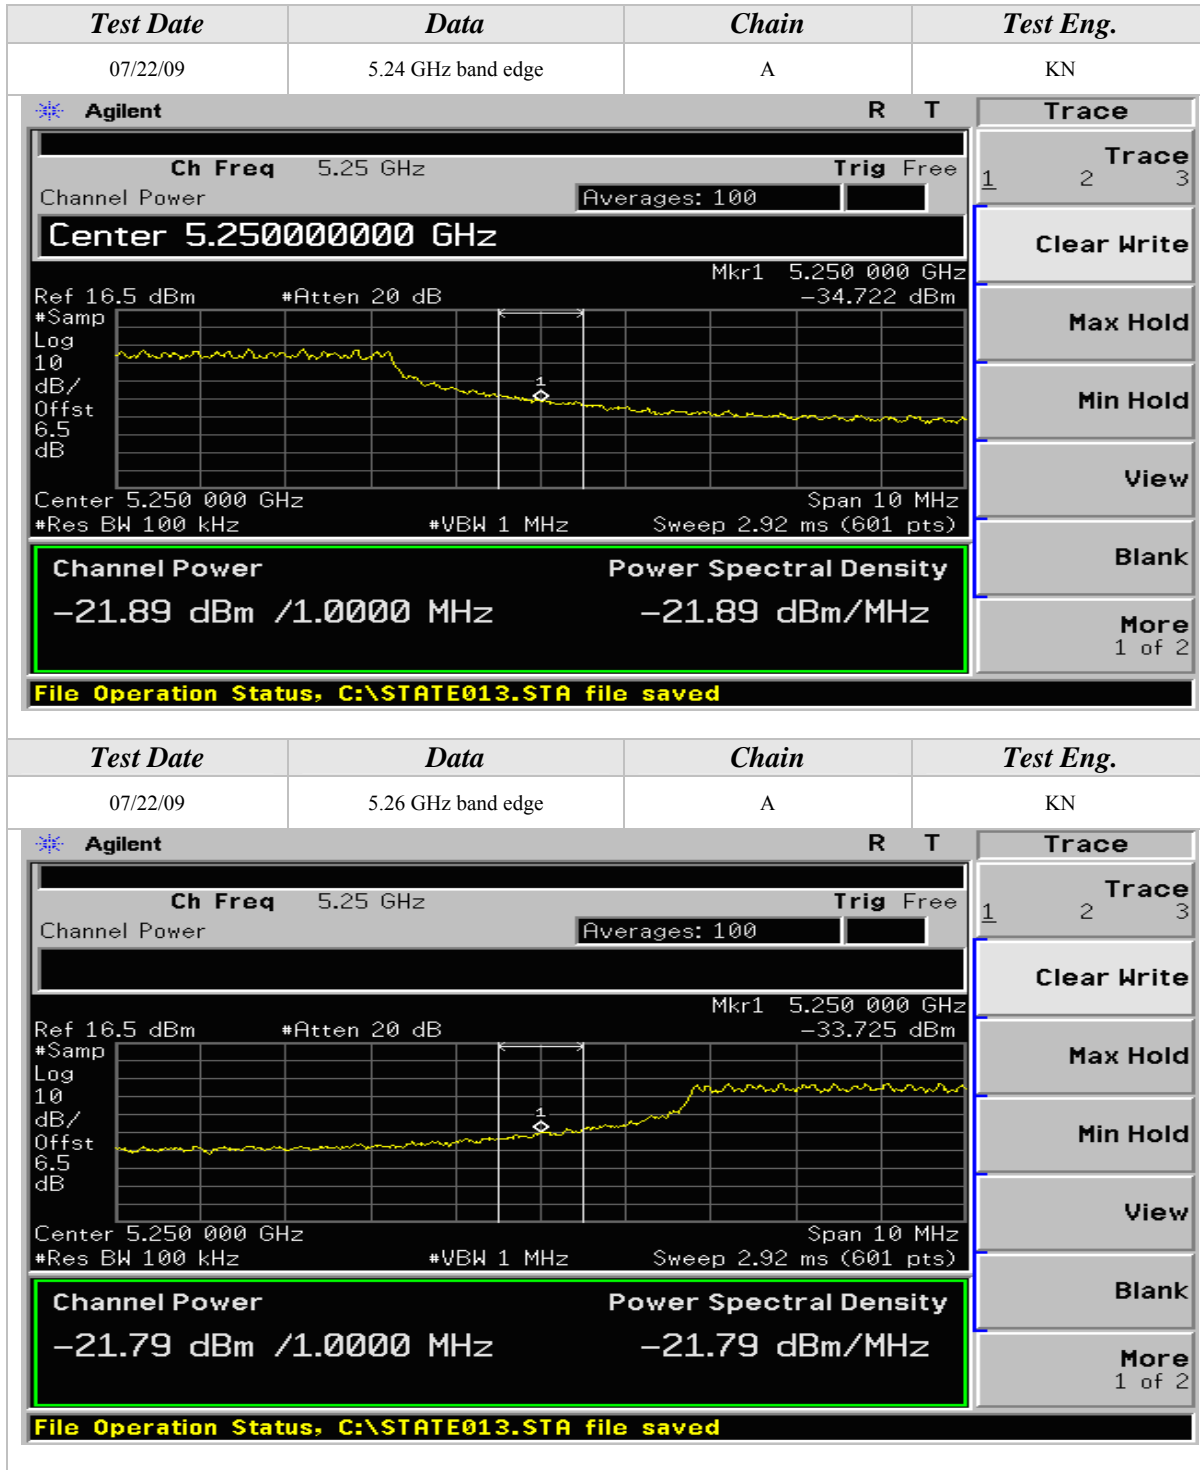 Test Date Data Chain Test Eng.
07/22/09 5.24 GHz band edge A KN
Agilent R T Trace
Ch Freq 5.25 GHz Trig Free
Channel Power Averages: 100
Center 5.250000000 GHz
Mkr1 5.250 000 GHz
Ref 16.5 dBm #Atten 20 dB −34.722 dBm
#Samp
Log
10
dB/
Offst
6.5
dB
1
Center 5.250 000 GHz Span 10 MHz
#Res BW 100 kHz #VBW 1 MHz Sweep 2.92 ms (601 pts)
Channel Power Power Spectral Density
−21.89 dBm /1.0000 MHz −21.89 dBm/MHz
File Operation Status, C:\STATE013.STA file saved
Trace
1 2 3
Clear Write
Max Hold
Min Hold
View
Blank
More
1 of 2
Test Date Data Chain Test Eng.
07/22/09 5.26 GHz band edge A KN
Agilent R T Trace
Ch Freq 5.25 GHz Trig Free
Channel Power Averages: 100
Mkr1 5.250 000 GHz
Ref 16.5 dBm #Atten 20 dB −33.725 dBm
#Samp
Log
10
dB/
Offst
6.5
dB
1
Center 5.250 000 GHz Span 10 MHz
#Res BW 100 kHz #VBW 1 MHz Sweep 2.92 ms (601 pts)
Channel Power Power Spectral Density
−21.79 dBm /1.0000 MHz −21.79 dBm/MHz
File Operation Status, C:\STATE013.STA file saved
Trace
1 2 3
Clear Write
Max Hold
Min Hold
View
Blank
More
1 of 2